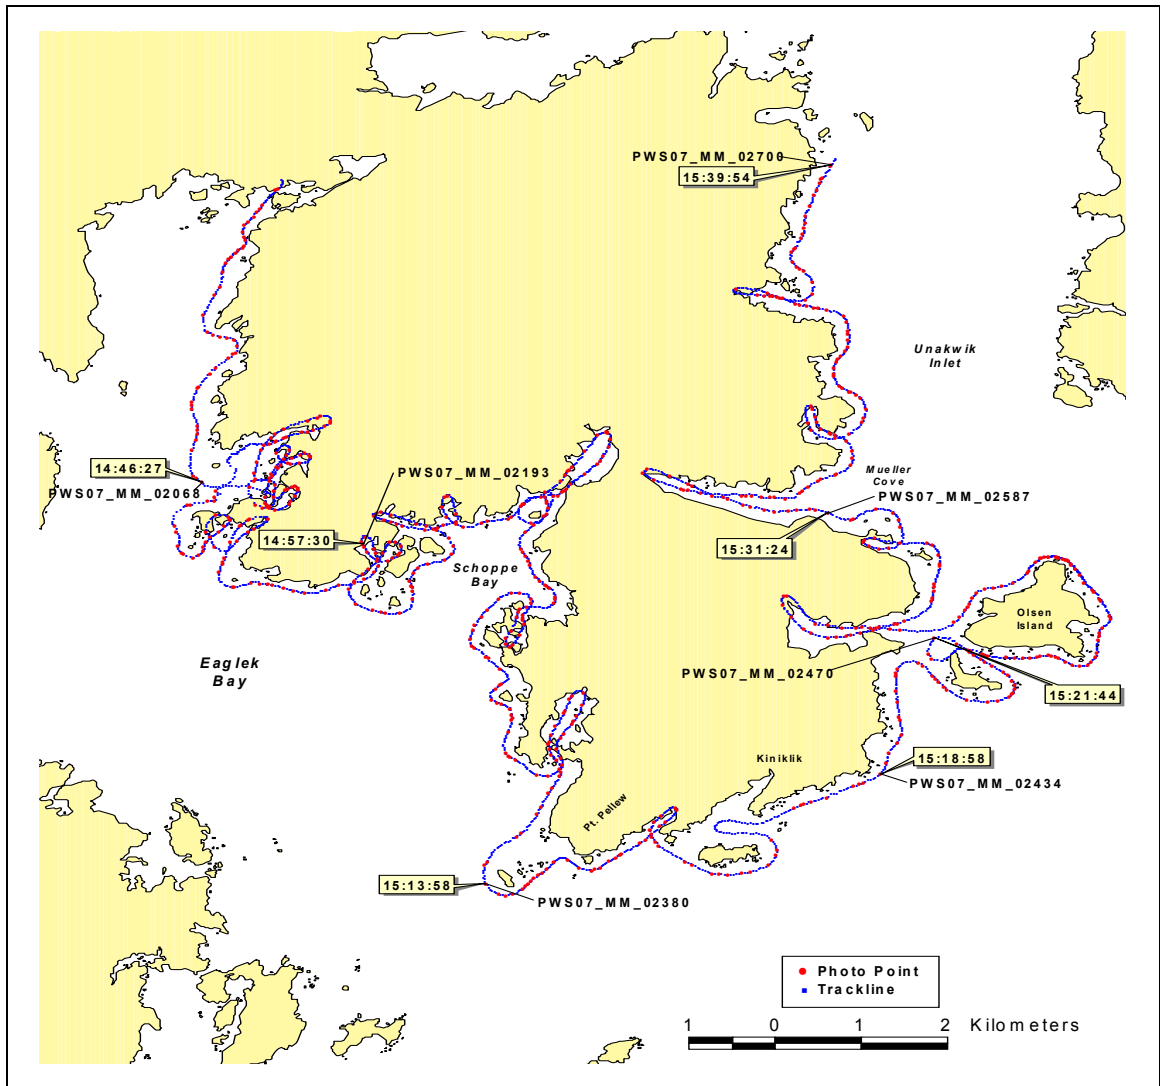 PWS07_MM_02700
15:39:54
Unakwik
Inlet
14:46:27
PWS07_MM_02068
PWS07_MM_02193
Mueller
Cove
PWS07_MM_02587
14:57:30
15:31:24
Schoppe
Bay
Olsen
Island
Eaglek
Bay
PWS07_MM_02470
15:21:44
Kiniklik
15:18:58
PWS07_MM_02434
Pt. Pellew
15:13:58
PWS07_MM_02380
Photo Point
Trackline
1 0 1 2 Kilometers